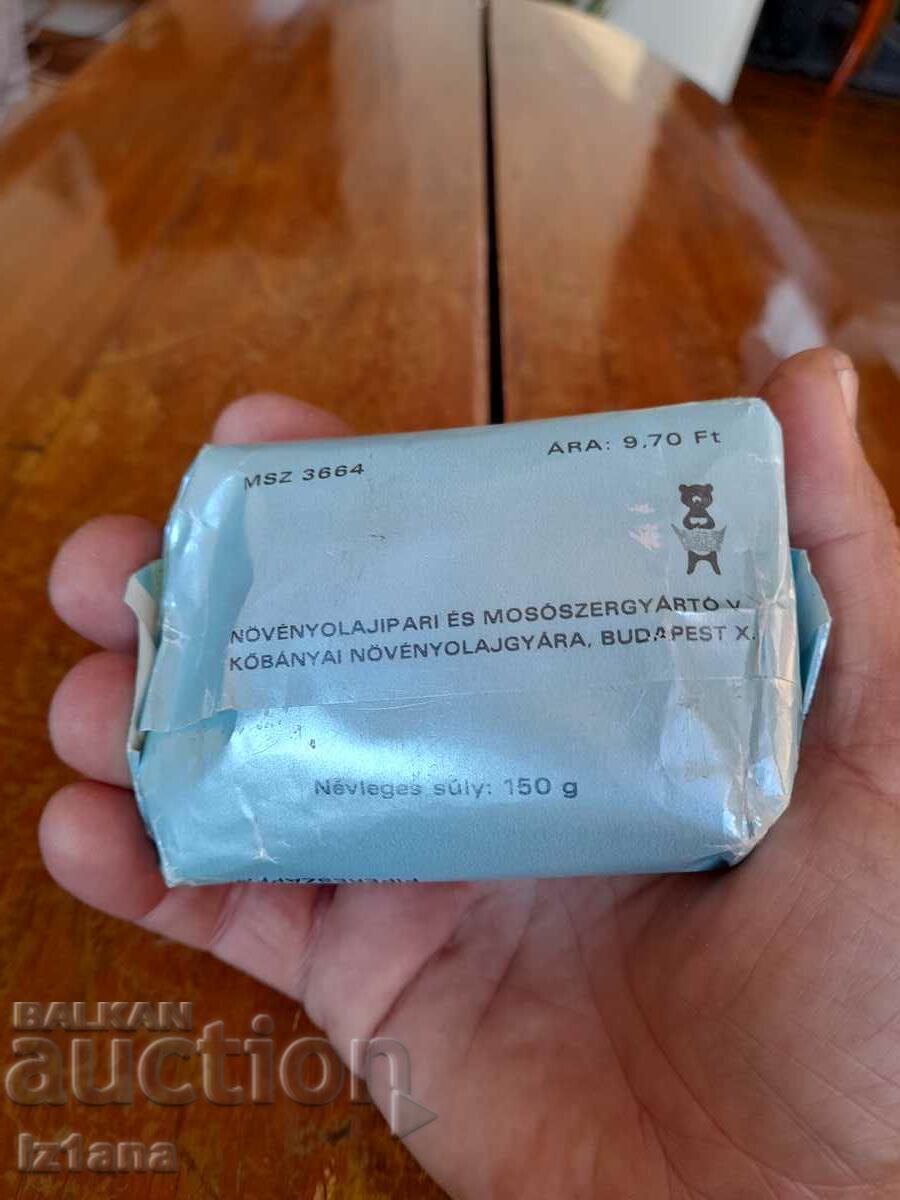 MSZ 3664
ÁRA: 9,70 Ft
NÖVÉNYOLAJIPARI ÉS MOSÓSZERGYÁRTÓ V.
KŐBÁNYAI NÖVÉNYOLAJGYÁRA, BUDAPEST X.
Névleges súly: 150 g
BALKAN
auction
iz1ana